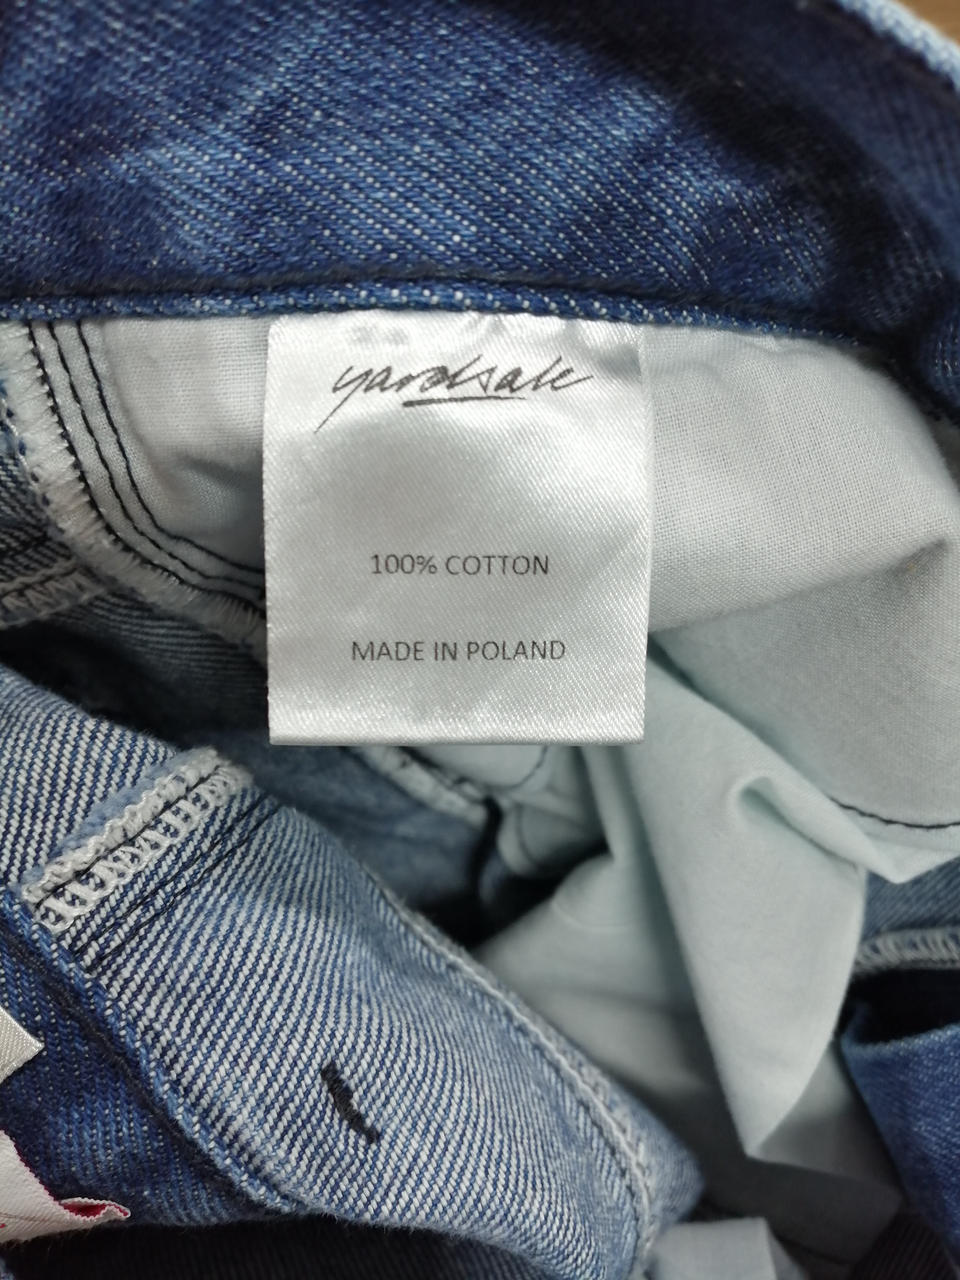 yardsale
100% COTTON
MADE IN POLAND